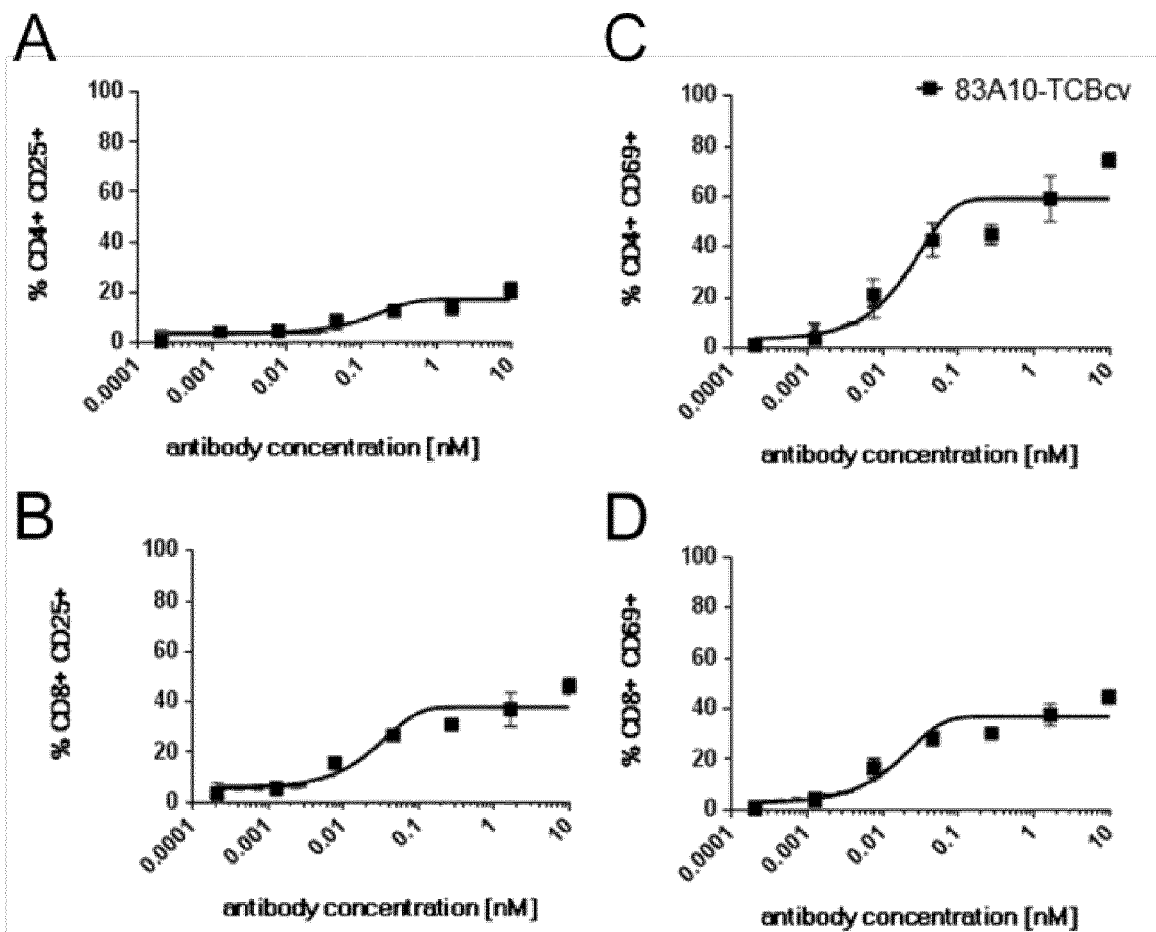 A
% CD4+ CD25+
100
80
60
40
20
0
0.0001 0.001 0.01 0.1 1 10
antibody concentration [nM]
C
83A10-TCBcv
% CD4+ CD69+
100
80
60
40
20
0
0.0001 0.001 0.01 0.1 1 10
antibody concentration [nM]
B
% CD8+ CD25+
100
80
60
40
20
0
0.0001 0.001 0.01 0.1 1 10
antibody concentration [nM]
D
% CD8+ CD69+
100
80
60
40
20
0
0.0001 0.001 0.01 0.1 1 10
antibody concentration [nM]